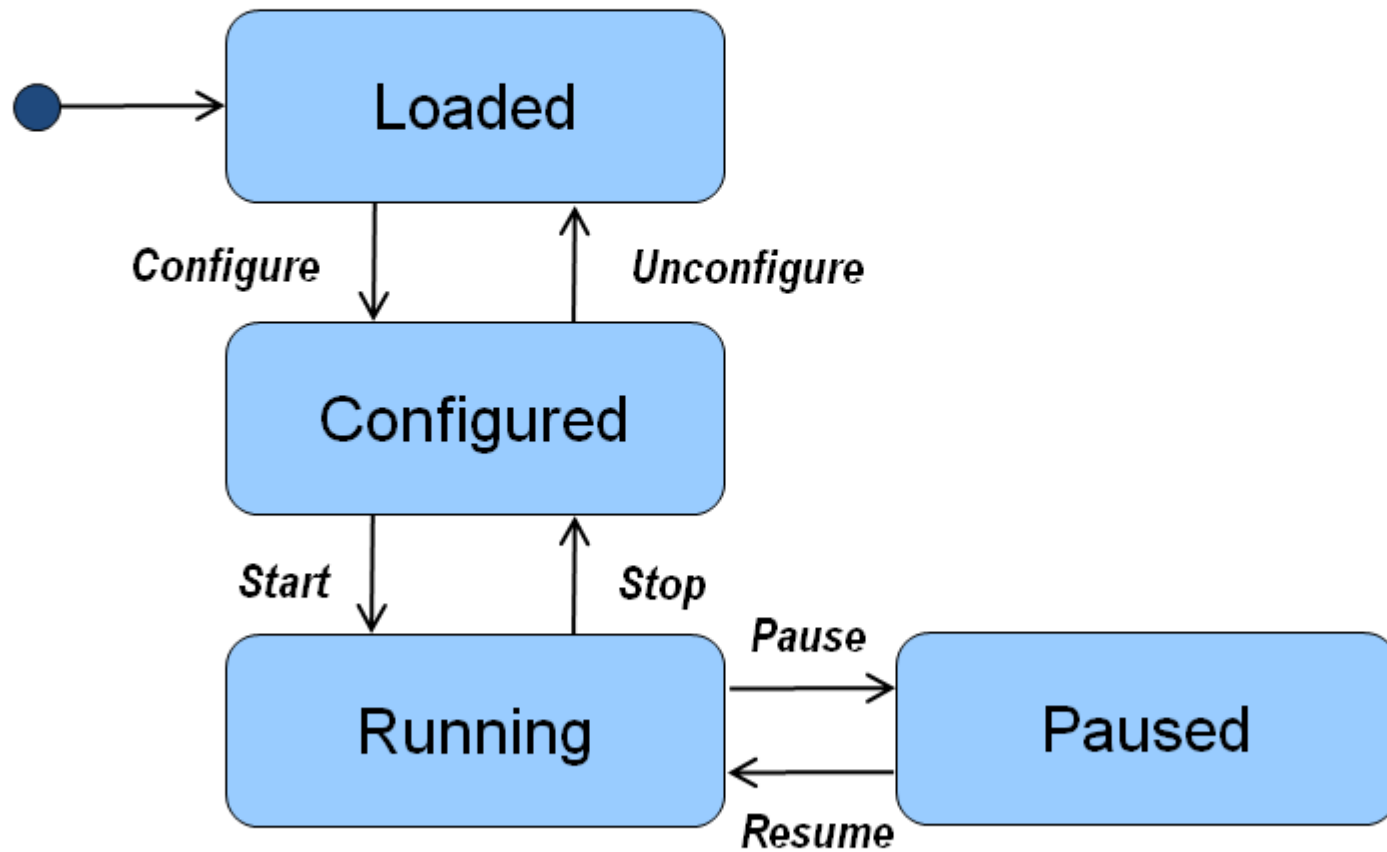 Loaded
Configure
Unconfigure
Configured
Start
Stop
Pause
Running
Paused
Resume